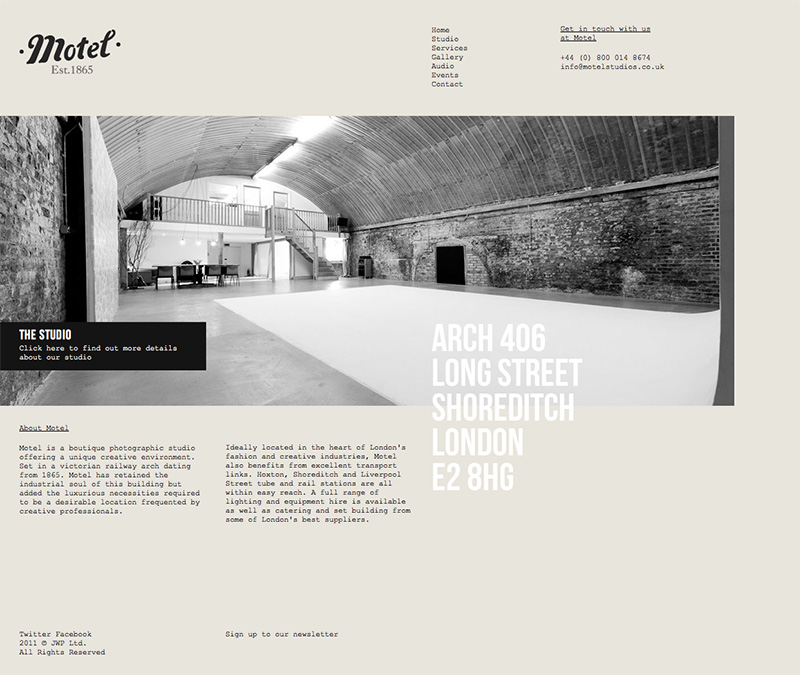 Motel
Est.1865
Home
Studio
Services
Gallery
Audio
Events
Contact
Get in touch with us
at Motel
+44 (0) 800 014 8674
info@motelstudios.co.uk
THE STUDIO
Click here to find out more details
about our studio
ARCH 406
LONG STREET
SHOREDITCH
LONDON
E2 8HG
About Motel
Motel is a boutique photographic studio
offering a unique creative environment.
Set in a victorian railway arch dating
from 1865. Motel has retained the
industrial soul of this building but
added the luxurious necessities required
to be a desirable location frequented by
creative professionals.
Ideally located in the heart of London's
fashion and creative industries, Motel
also benefits from excellent transport
links. Hoxton, Shoreditch and Liverpool
Street tube and rail stations are all
within easy reach. A full range of
lighting and equipment hire is available
as well as catering and set building from
some of London's best suppliers.
Twitter Facebook
2011 © JWP Ltd.
All Rights Reserved
Sign up to our newsletter